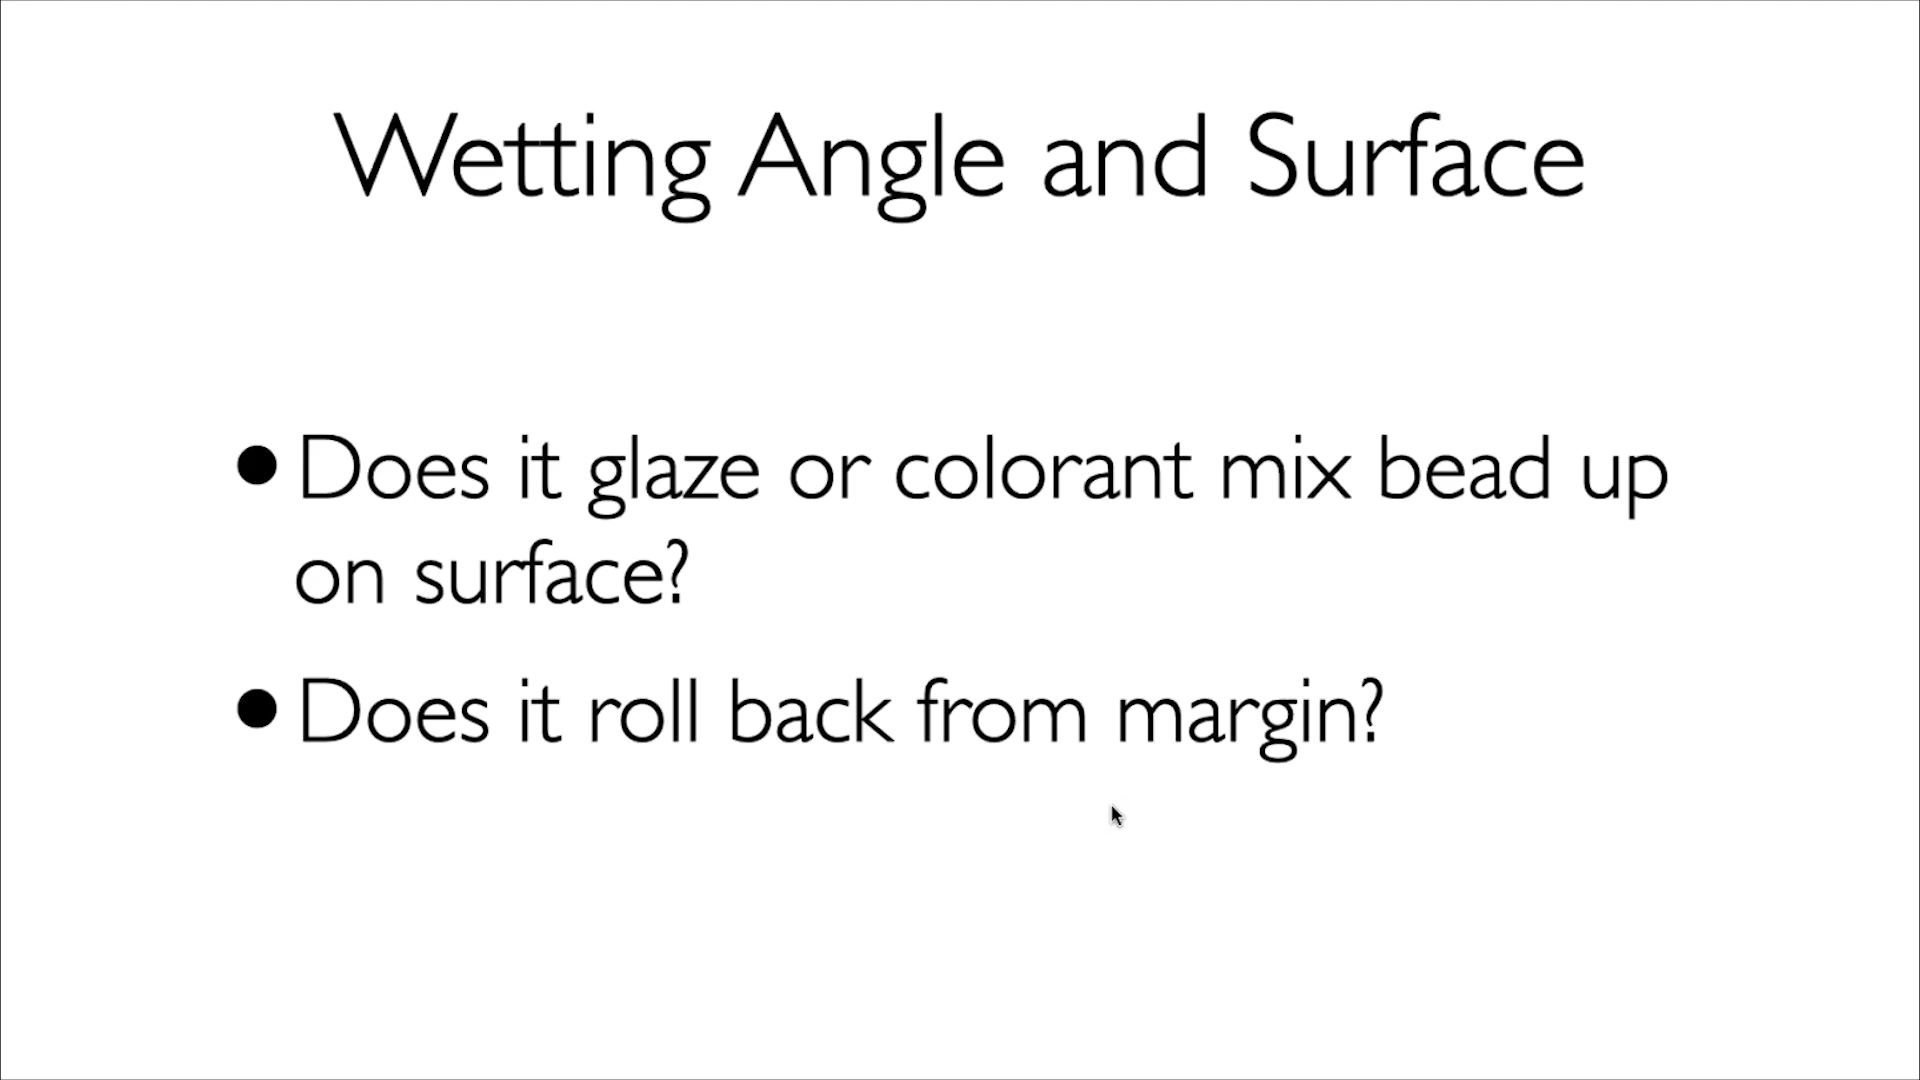 Wetting Angle and Surface
• Does it glaze or colorant mix bead up
on surface?
• Does it roll back from margin?